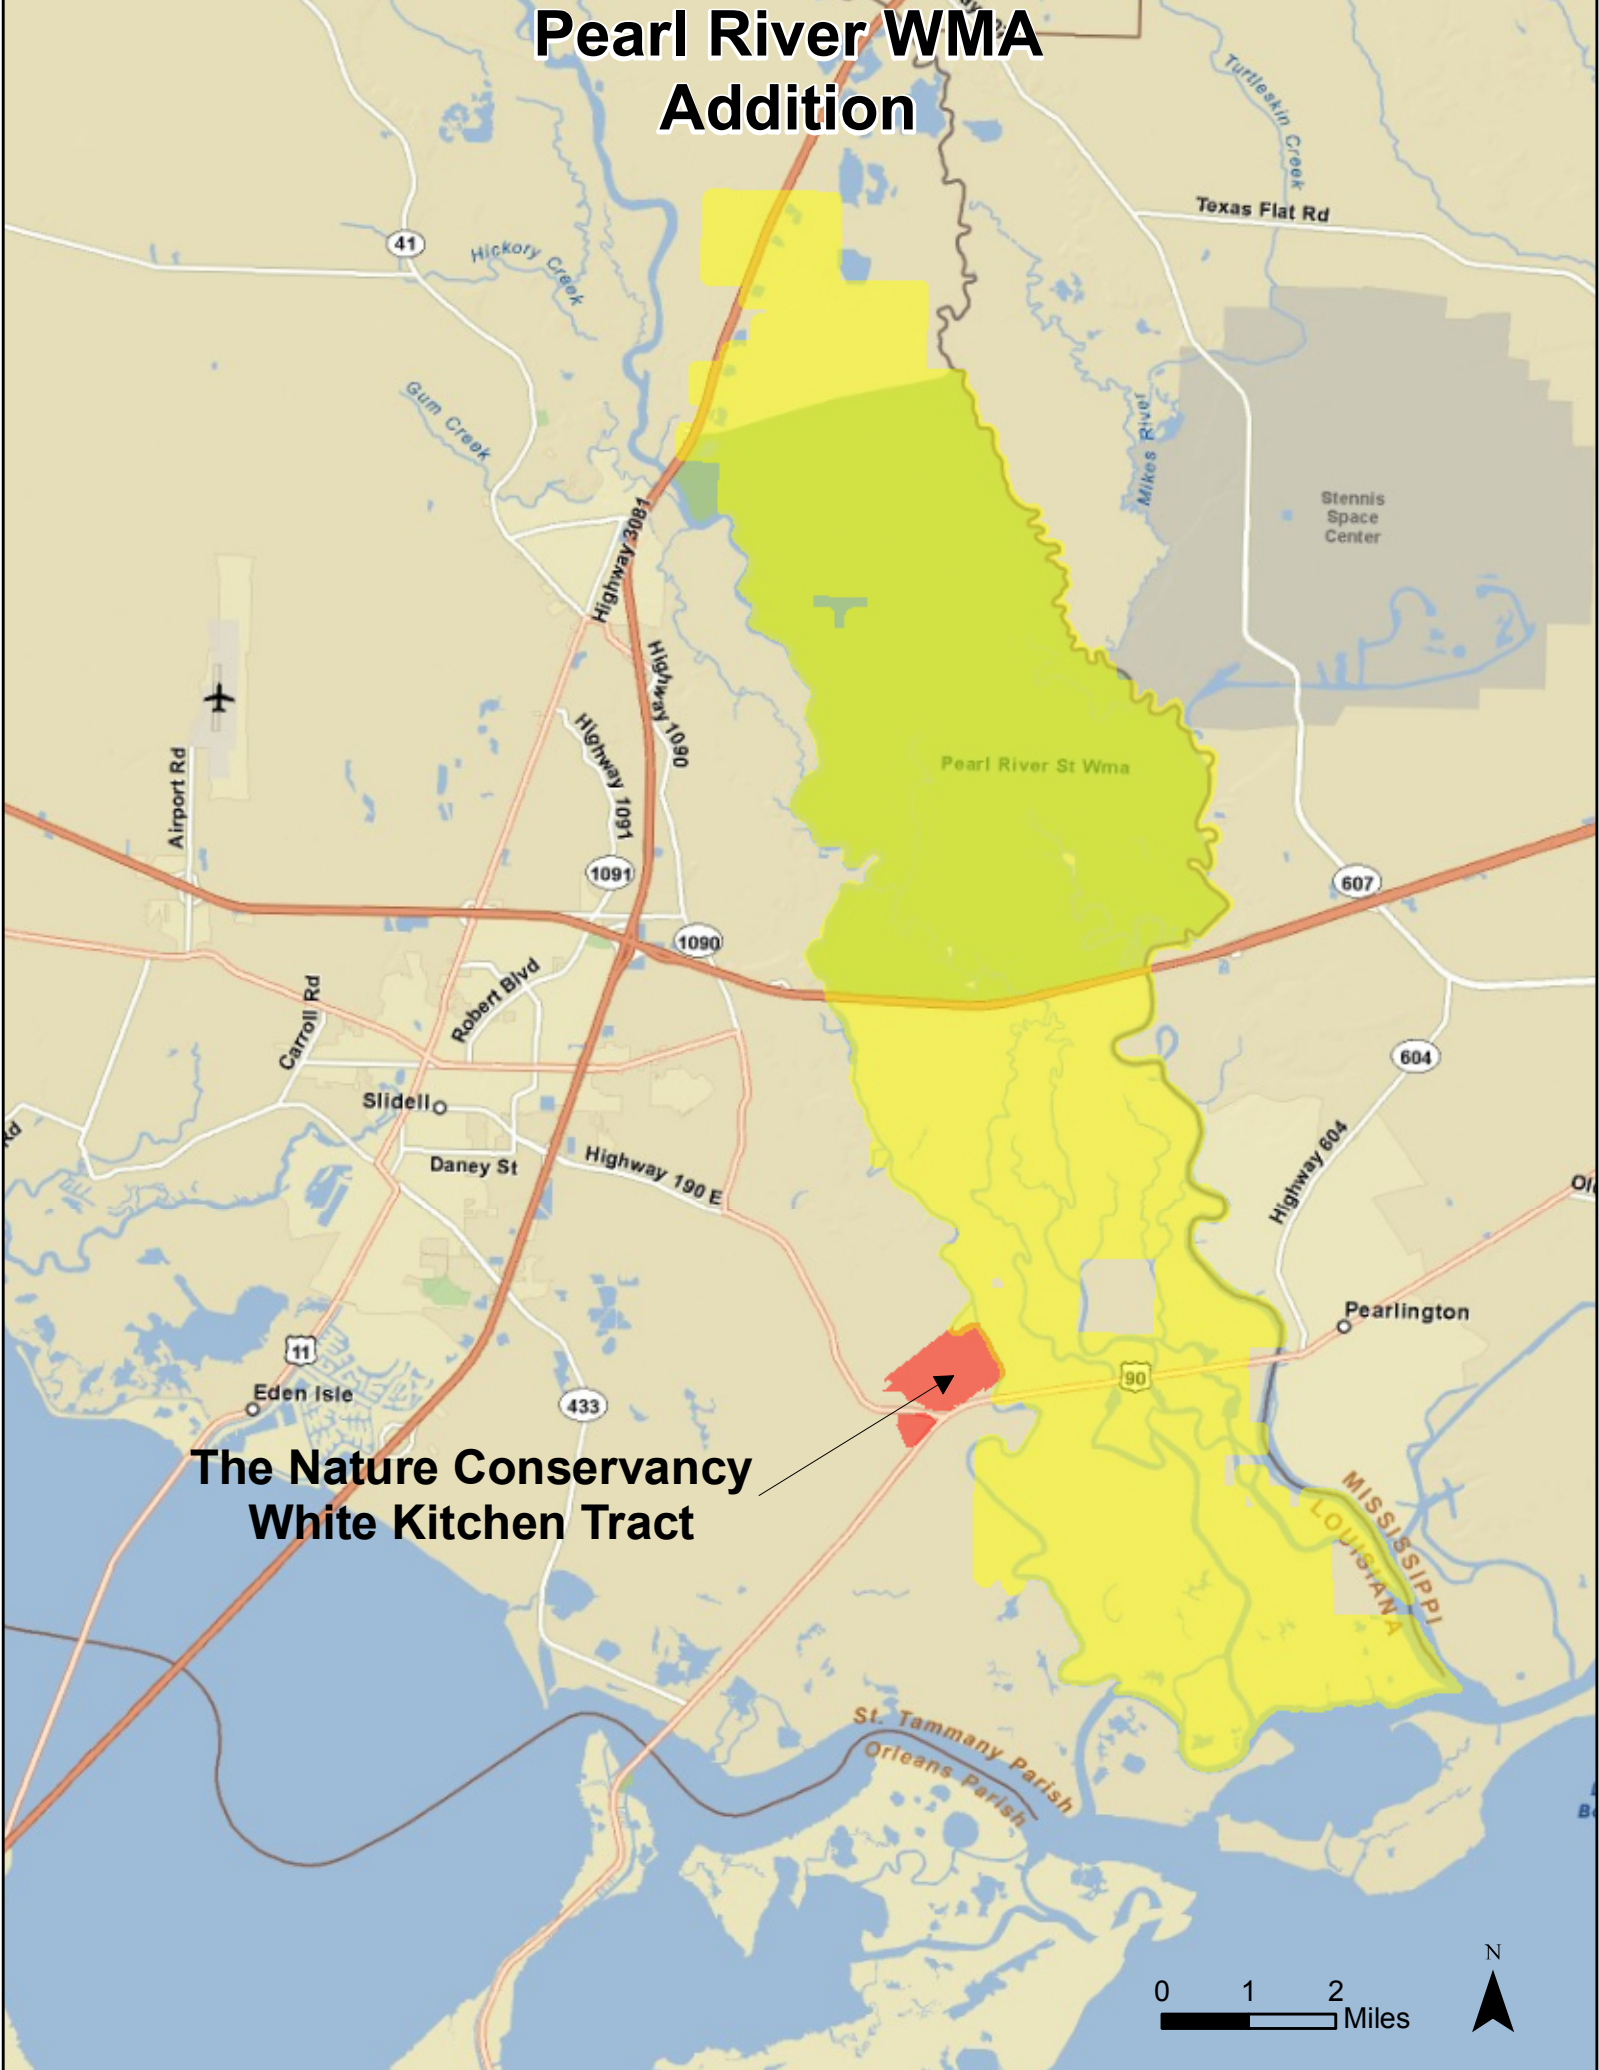 Pearl River WMA
Addition
Turtleskin Creek
Texas Flat Rd
41
Hickory Creek
Gum Creek
Mikes River
Stennis
Space
Center
Highway 3081
Highway 1090
Highway 1091
Airport Rd
Pearl River St Wma
1091
607
1090
Robert Blvd
Carroll Rd
604
Slidell
Rd
Daney St
Highway 190 E
Highway 604
Pearlington
11
90
Eden Isle
433
The Nature Conservancy
White Kitchen Tract
MISSISSIPPI
LOUISIANA
St. Tammany Parish
Orleans Parish
N
0 1 2
Miles